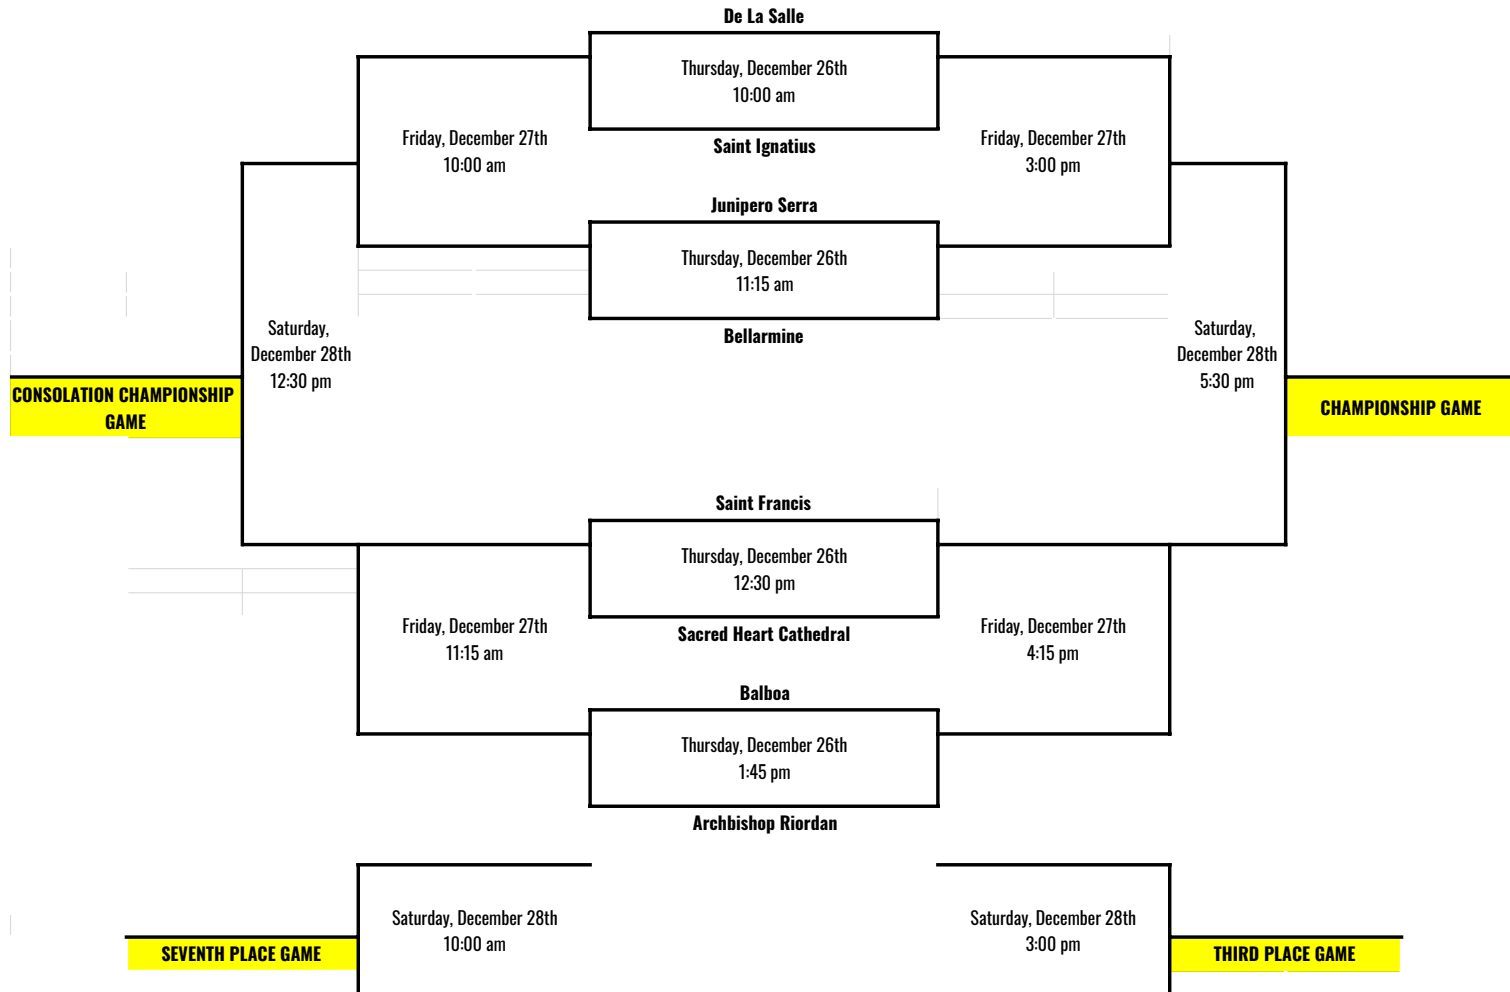 De La Salle
Thursday, December 26th
10:00 am
Friday, December 27th
10:00 am
Saint Ignatius
Friday, December 27th
3:00 pm
Junipero Serra
Thursday, December 26th
11:15 am
Bellarmine
Saturday,
December 28th
12:30 pm
Saturday,
December 28th
5:30 pm
CONSOLATION CHAMPIONSHIP
GAME
CHAMPIONSHIP GAME
Saint Francis
Thursday, December 26th
12:30 pm
Sacred Heart Cathedral
Friday, December 27th
11:15 am
Friday, December 27th
4:15 pm
Balboa
Thursday, December 26th
1:45 pm
Archbishop Riordan
Saturday, December 28th
10:00 am
Saturday, December 28th
3:00 pm
SEVENTH PLACE GAME
THIRD PLACE GAME